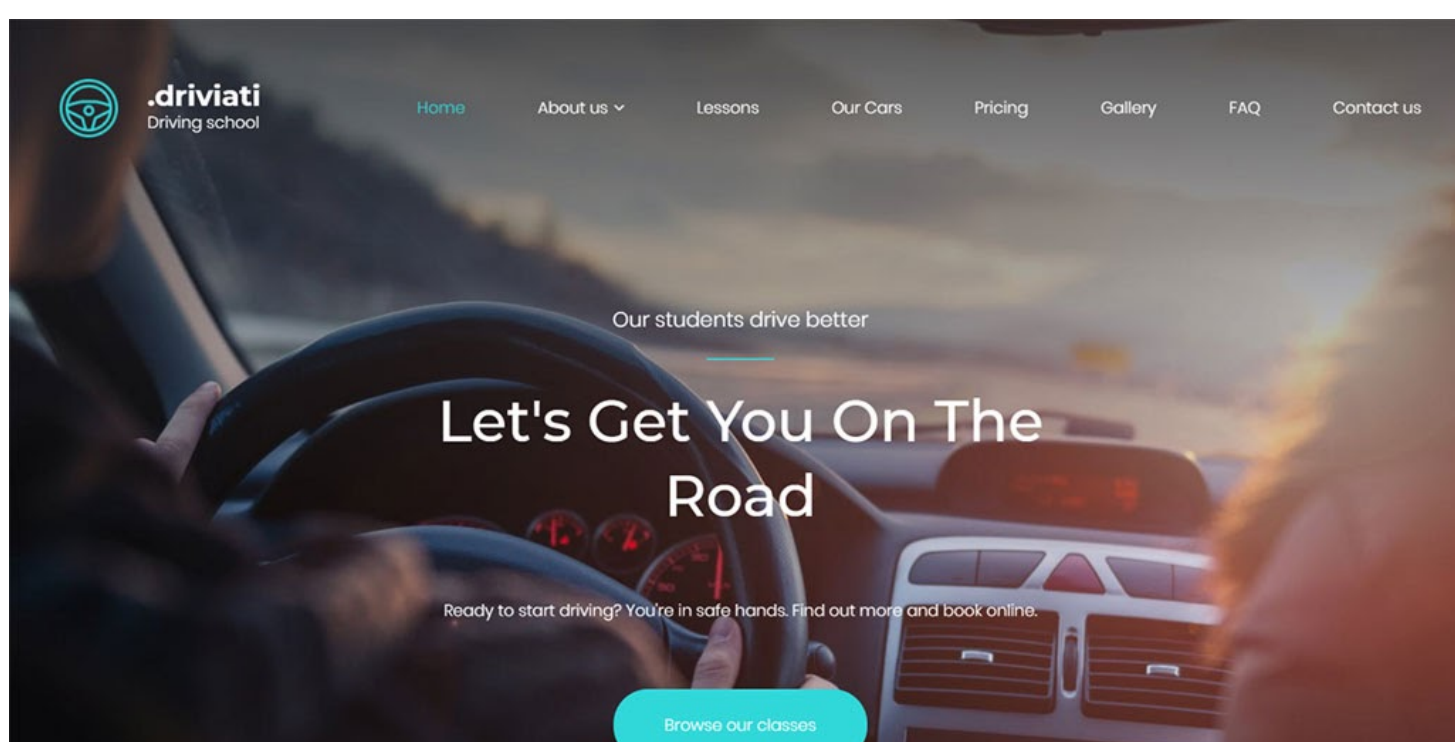 .driviati
Driving school
Home
About us
Lessons
Our Cars
Pricing
Gallery
FAQ
Contact us
Our students drive better
Let's Get You On The
Road
Ready to start driving? You're in safe hands. Find out more and book online.
Browse our classes